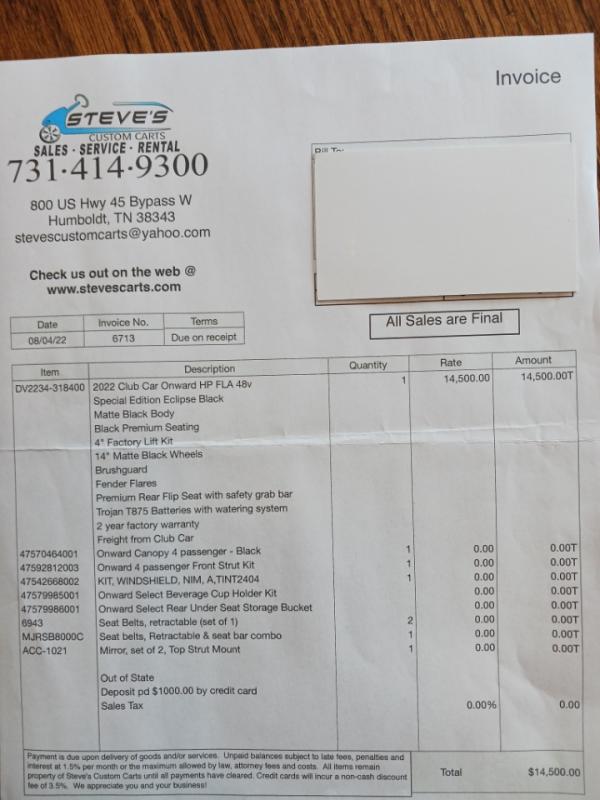 Invoice
STEVE'S
CUSTOM CARTS
SALES · SERVICE · RENTAL
731·414·9300
800 US Hwy 45 Bypass W
Humboldt, TN 38343
stevescustomcarts@yahoo.com
Check us out on the web @
www.stevescarts.com
Date Invoice No. Terms
08/04/22 6713 Due on receipt
All Sales are Final
Item Description Quantity Rate Amount
DV2234-318400 2022 Club Car Onward HP FLA 48v 1 14,500.00 14,500.00T
Special Edition Eclipse Black
Matte Black Body
Black Premium Seating
4" Factory Lift Kit
14" Matte Black Wheels
Brushguard
Fender Flares
Premium Rear Flip Seat with safety grab bar
Trojan T875 Batteries with watering system
2 year factory warranty
Freight from Club Car
47570464001 Onward Canopy 4 passenger - Black 1 0.00 0.00T
47592812003 Onward 4 passenger Front Strut Kit 1 0.00 0.00T
47542668002 KIT, WINDSHIELD, NIM, A,TINT2404 1 0.00 0.00T
47579985001 Onward Select Beverage Cup Holder Kit 0.00 0.00T
47579986001 Onward Select Rear Under Seat Storage Bucket 0.00 0.00T
6943 Seat Belts, retractable (set of 1) 2 0.00 0.00T
MJRSB8000C Seat belts, Retractable & seat bar combo 1 0.00 0.00T
ACC-1021 Mirror, set of 2, Top Strut Mount 1 0.00 0.00T
Out of State
Deposit pd $1000.00 by credit card
Sales Tax 0.00% 0.00
Payment is due upon delivery of goods and/or services. Unpaid balances subject to late fees, penalties and
interest at 1.5% per month or the maximum allowed by law, attorney fees and costs. All items remain
property of Steve's Custom Carts until all payments have cleared. Credit cards will incur a non-cash discount
fee of 3.5%. We appreciate you and your business!
Total $14,500.00